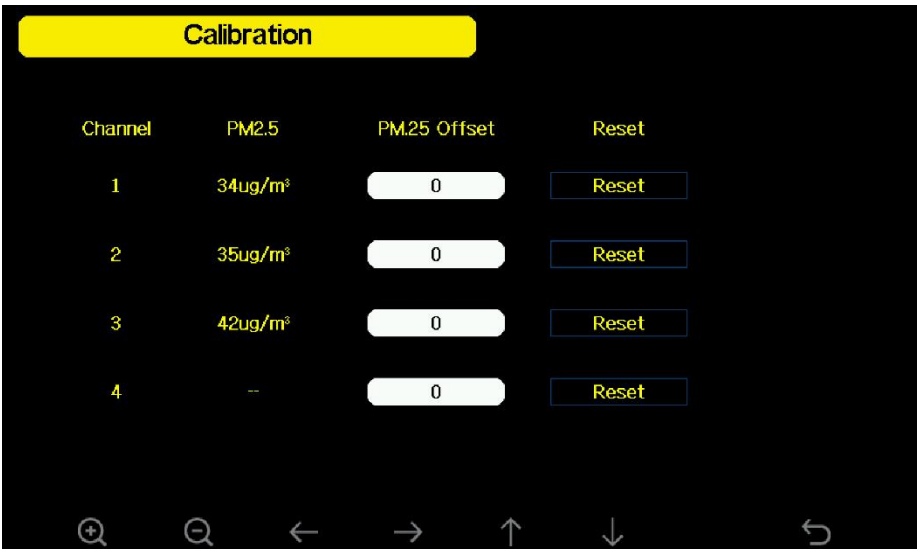 Calibration
Channel PM2.5 PM.25 Offset Reset
1 34ug/m³ 0 Reset
2 35ug/m³ 0 Reset
3 42ug/m³ 0 Reset
4 -- 0 Reset